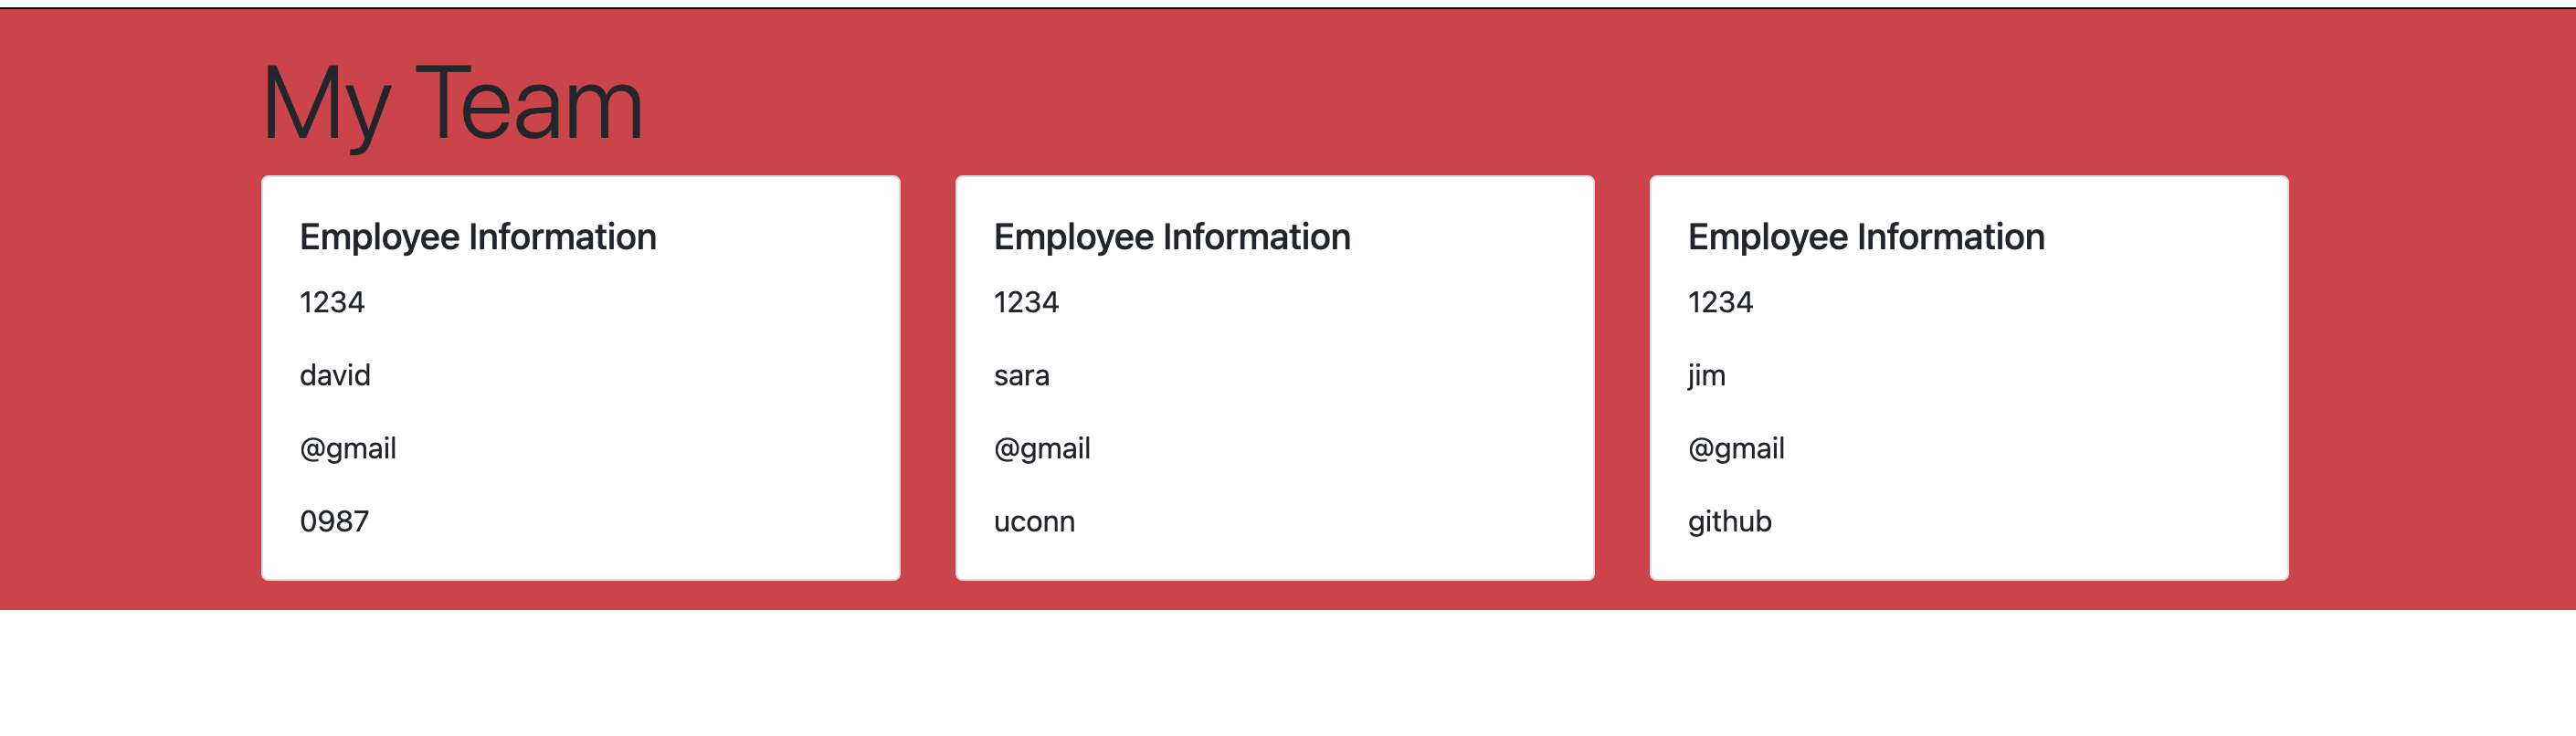 My Team
Employee Information
1234
david
@gmail
0987
Employee Information
1234
sara
@gmail
uconn
Employee Information
1234
jim
@gmail
github